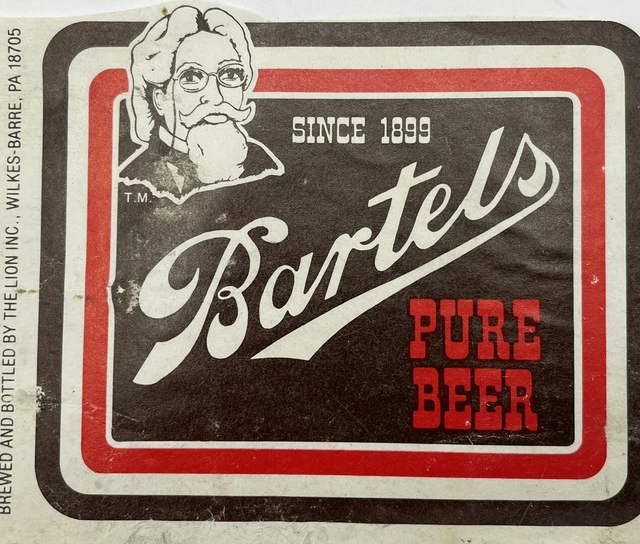 BREWED AND BOTTLED BY THE LION INC., WILKES-BARRE, PA 18705
SINCE 1899
T.M.
Bartels
PURE
BEER